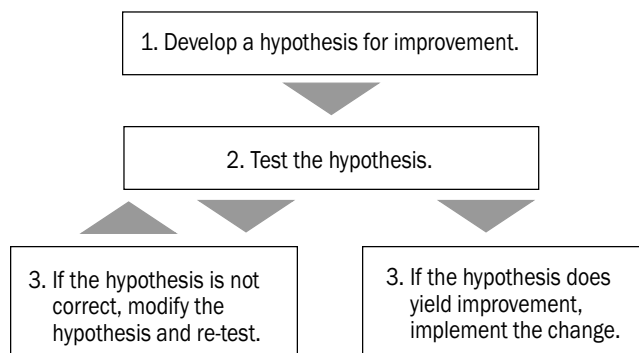 1. Develop a hypothesis for improvement.
2. Test the hypothesis.
3. If the hypothesis is not
correct, modify the
hypothesis and re-test.
3. If the hypothesis does
yield improvement,
implement the change.